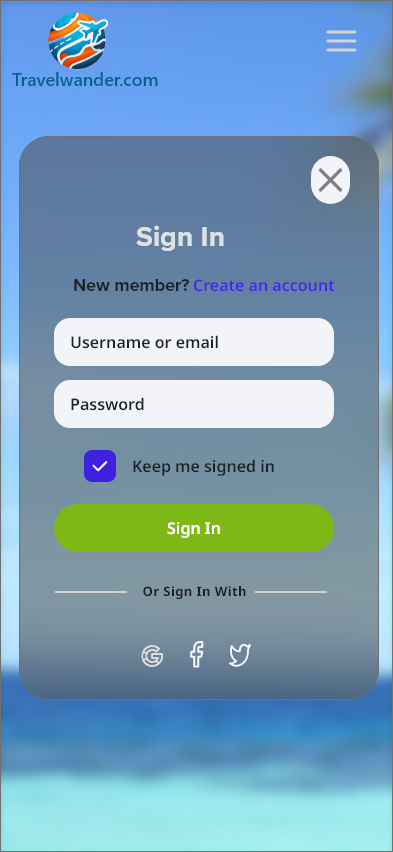 Travelwander.com
Sign In
New member? Create an account
Username or email
Password
Keep me signed in
Sign In
Or Sign In With